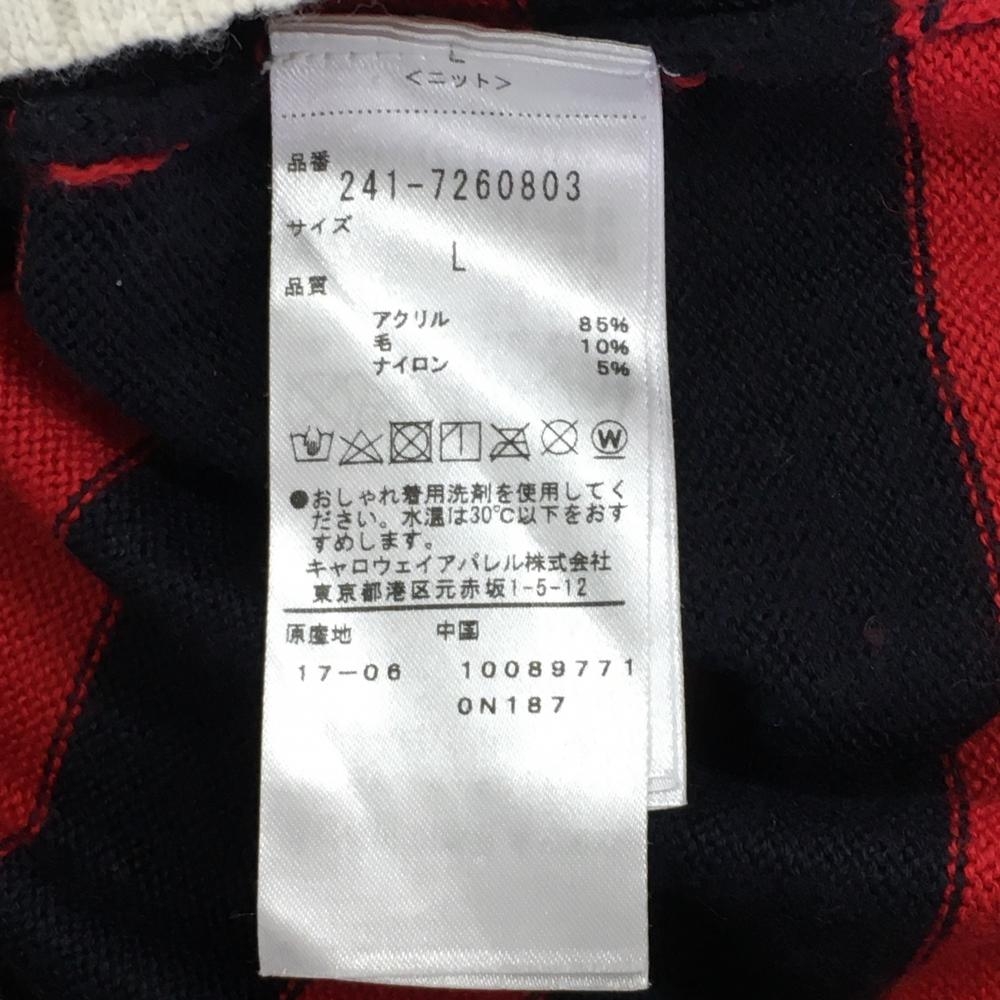 L
<ニット>
品番
241-7260803
サイズ
L
品質
アクリル 85%
毛 10%
ナイロン 5%
W
●おしゃれ着用洗剤を使用してく
ださい。水温は30℃以下をおす
すめします。
キャロウェイアパレル株式会社
東京都港区元赤坂1-5-12
原産地 中国
17-06 10089771
0N187